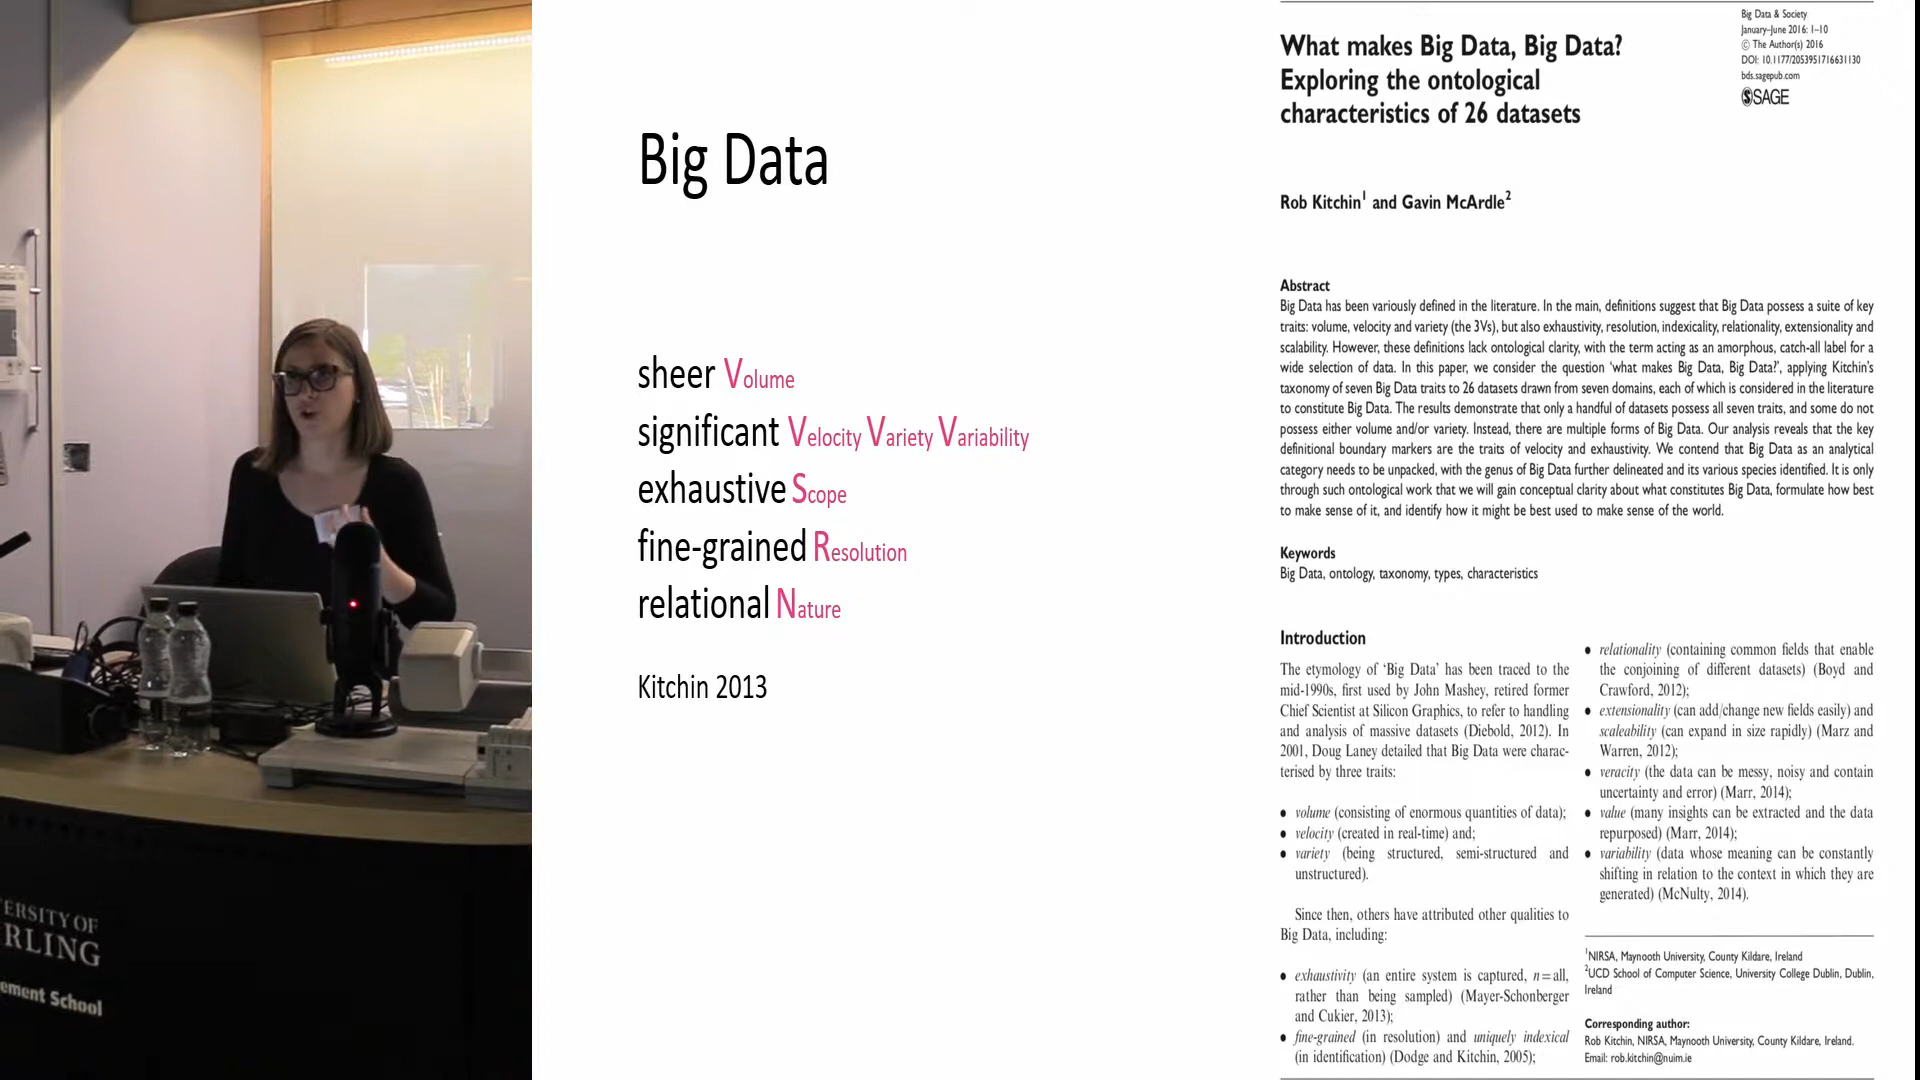 ERSITY OF
RLING
ement School
Big Data
sheer Volume
significant Velocity Variety Variability
exhaustive Scope
fine-grained Resolution
relational Nature
Kitchin 2013
Big Data & Society
January–June 2016: 1–10
© The Author(s) 2016
DOI: 10.1177/2053951716631130
bds.sagepub.com
SAGE
What makes Big Data, Big Data?
Exploring the ontological
characteristics of 26 datasets
Rob Kitchin1 and Gavin McArdle2
Abstract
Big Data has been variously defined in the literature. In the main, definitions suggest that Big Data possess a suite of key
traits: volume, velocity and variety (the 3Vs), but also exhaustivity, resolution, indexicality, relationality, extensionality and
scalability. However, these definitions lack ontological clarity, with the term acting as an amorphous, catch-all label for a
wide selection of data. In this paper, we consider the question ‘what makes Big Data, Big Data?’, applying Kitchin’s
taxonomy of seven Big Data traits to 26 datasets drawn from seven domains, each of which is considered in the literature
to constitute Big Data. The results demonstrate that only a handful of datasets possess all seven traits, and some do not
possess either volume and/or variety. Instead, there are multiple forms of Big Data. Our analysis reveals that the key
definitional boundary markers are the traits of velocity and exhaustivity. We contend that Big Data as an analytical
category needs to be unpacked, with the genus of Big Data further delineated and its various species identified. It is only
through such ontological work that we will gain conceptual clarity about what constitutes Big Data, formulate how best
to make sense of it, and identify how it might be best used to make sense of the world.
Keywords
Big Data, ontology, taxonomy, types, characteristics
Introduction
The etymology of ‘Big Data’ has been traced to the
mid-1990s, first used by John Mashey, retired former
Chief Scientist at Silicon Graphics, to refer to handling
and analysis of massive datasets (Diebold, 2012). In
2001, Doug Laney detailed that Big Data were charac-
terised by three traits:
• volume (consisting of enormous quantities of data);
• velocity (created in real-time) and;
• variety (being structured, semi-structured and
unstructured).
Since then, others have attributed other qualities to
Big Data, including:
• exhaustivity (an entire system is captured, n=all,
rather than being sampled) (Mayer-Schonberger
and Cukier, 2013);
• fine-grained (in resolution) and uniquely indexical
(in identification) (Dodge and Kitchin, 2005);
• relationality (containing common fields that enable
the conjoining of different datasets) (Boyd and
Crawford, 2012);
• extensionality (can add/change new fields easily) and
scaleability (can expand in size rapidly) (Marz and
Warren, 2012);
• veracity (the data can be messy, noisy and contain
uncertainty and error) (Marr, 2014);
• value (many insights can be extracted and the data
repurposed) (Marr, 2014);
• variability (data whose meaning can be constantly
shifting in relation to the context in which they are
generated) (McNulty, 2014).
1NIRSA, Maynooth University, County Kildare, Ireland
2UCD School of Computer Science, University College Dublin, Dublin,
Ireland
Corresponding author:
Rob Kitchin, NIRSA, Maynooth University, County Kildare, Ireland.
Email: rob.kitchin@nuim.ie